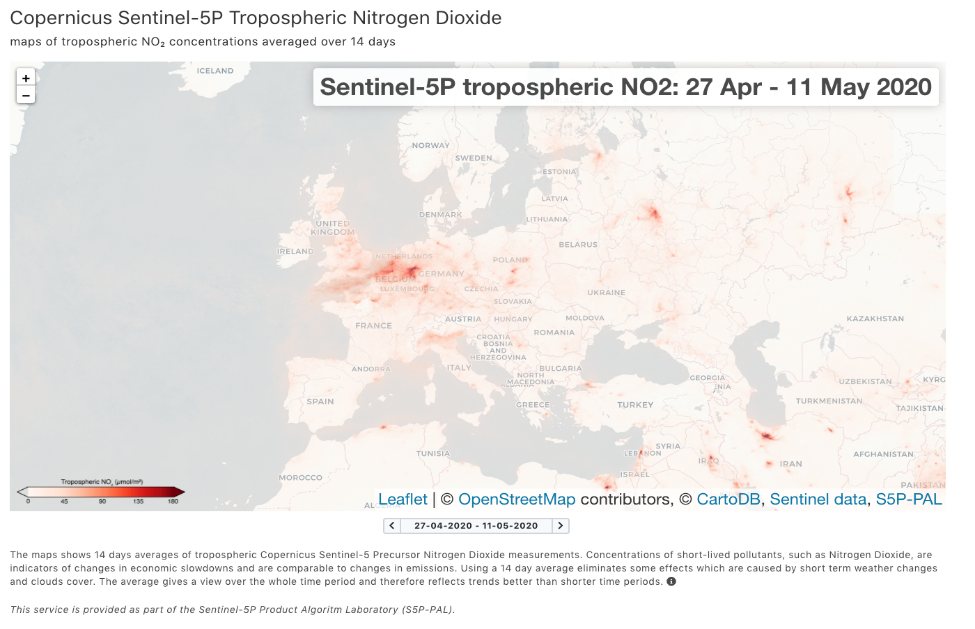 Copernicus Sentinel-5P Tropospheric Nitrogen Dioxide
maps of tropospheric NO₂ concentrations averaged over 14 days
+
−
Sentinel-5P tropospheric NO2: 27 Apr - 11 May 2020
ICELAND
NORWAY
SWEDEN
ESTONIA
LATVIA
DENMARK
LITHUANIA
UNITED
KINGDOM
BELARUS
IRELAND
NETHERLANDS
POLAND
GERMANY
BELGIUM
LUXEMBOURG
CZECHIA
UKRAINE
SLOVAKIA
AUSTRIA
HUNGARY
MOLDOVA
KAZAKHSTAN
FRANCE
ROMANIA
CROATIA
BOSNIA
AND
HERZEGOVINA
ANDORRA
ITALY
BULGARIA
NORTH
MACEDONIA
GEORGIA
NIA
UZBEKISTAN
KYRG
SPAIN
GREECE
TURKEY
TURKMENISTAN
TAJIKISTAN
TUNISIA
SYRIA
LEBANON
IRAQ
IRAN
AFGHANISTAN
MOROCCO
ISRAEL
PAKISTAN
AL
Tropospheric NO₂ (μmol/m²)
0 45 90 135 180
Leaflet | © OpenStreetMap contributors, © CartoDB, Sentinel data, S5P-PAL
< 27-04-2020 - 11-05-2020 >
The maps shows 14 days averages of tropospheric Copernicus Sentinel-5 Precursor Nitrogen Dioxide measurements. Concentrations of short-lived pollutants, such as Nitrogen Dioxide, are
indicators of changes in economic slowdowns and are comparable to changes in emissions. Using a 14 day average eliminates some effects which are caused by short term weather changes
and clouds cover. The average gives a view over the whole time period and therefore reflects trends better than shorter time periods. i
This service is provided as part of the Sentinel-5P Product Algoritm Laboratory (S5P-PAL).